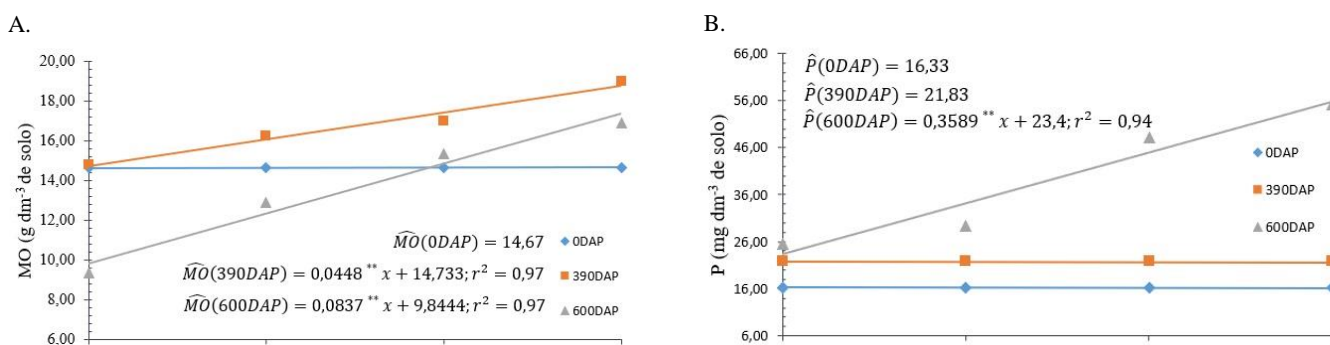 A.
MO (g dm⁻³ de solo)
20,00
18,00
16,00
14,00
12,00
10,00
8,00
6,00
M̂O(0DAP) = 14,67
M̂O(390DAP) = 0,0448 ** x + 14,733; r² = 0,97
M̂O(600DAP) = 0,0837 ** x + 9,8444; r² = 0,97
0DAP
390DAP
600DAP
B.
P (mg dm⁻³ de solo)
66,00
56,00
46,00
36,00
26,00
16,00
6,00
P̂(0DAP) = 16,33
P̂(390DAP) = 21,83
P̂(600DAP) = 0,3589 ** x + 23,4; r² = 0,94
0DAP
390DAP
600DAP